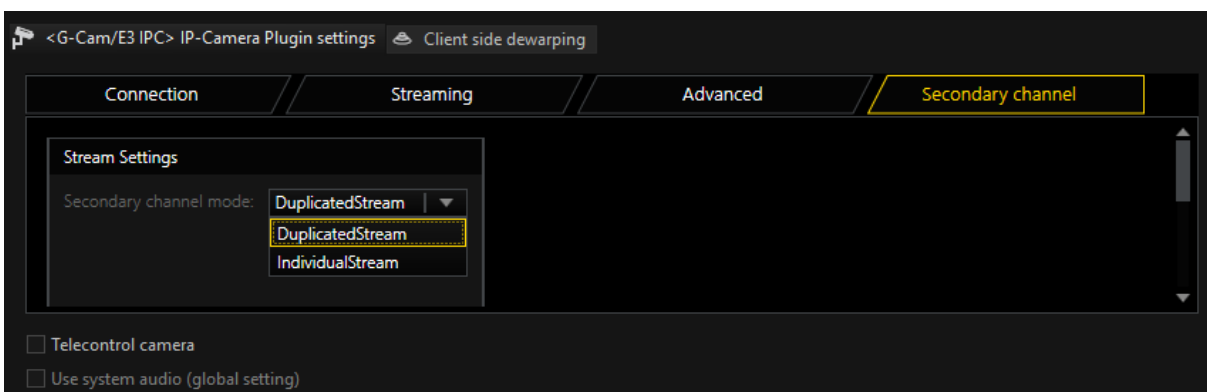 <G-Cam/E3 IPC> IP-Camera Plugin settings Client side dewarping
Connection Streaming Advanced Secondary channel
Stream Settings
Secondary channel mode: DuplicatedStream
DuplicatedStream
IndividualStream
Telecontrol camera
Use system audio (global setting)